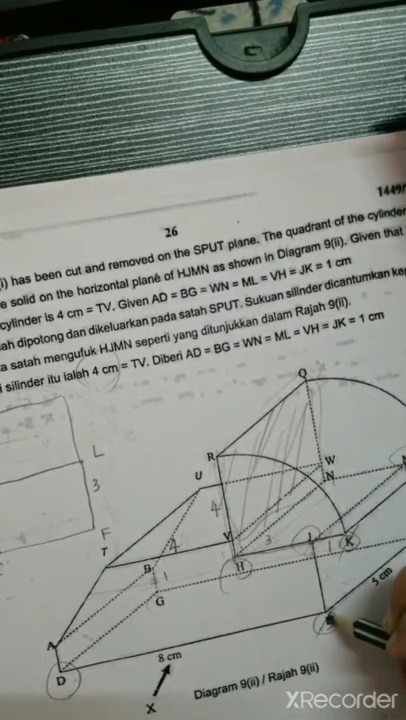 1449/
26
(i) has been cut and removed on the SPUT plane. The quadrant of the cylinder
e solid on the horizontal plane of HJMN as shown in Diagram 9(ii). Given that
cylinder is 4 cm = TV. Given AD = BG = WN = ML = VH = JK = 1 cm
lah dipotong dan dikeluarkan pada satah SPUT. Sukuan silinder dicantumkan kep
a satah mengufuk HJMN seperti yang ditunjukkan dalam Rajah 9(ii).
i silinder itu ialah 4 cm = TV. Diberi AD = BG = WN = ML = VH = JK = 1 cm
L
3
F
Q
R
W
N
U
4
V
4
T
B
1
H
3
J
1
K
G
5 cm
A
D
8 cm
X
Diagram 9(ii) / Rajah 9(ii)
XRecorder